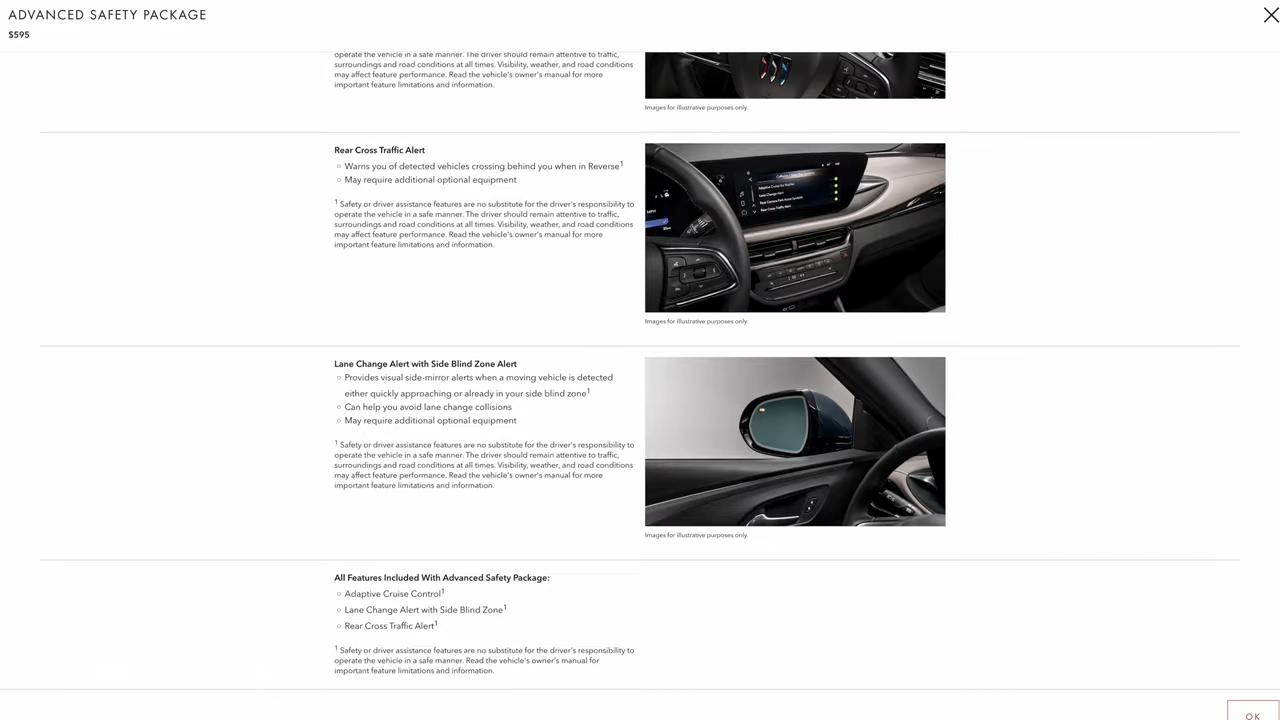 ADVANCED SAFETY PACKAGE
$595
operate the vehicle in a safe manner. The driver should remain attentive to traffic,
surroundings and road conditions at all times. Visibility, weather, and road conditions
may affect feature performance. Read the vehicle's owner's manual for more
important feature limitations and information.
Images for illustrative purposes only.
Rear Cross Traffic Alert
Warns you of detected vehicles crossing behind you when in Reverse1
May require additional optional equipment
1 Safety or driver assistance features are no substitute for the driver's responsibility to
operate the vehicle in a safe manner. The driver should remain attentive to traffic,
surroundings and road conditions at all times. Visibility, weather, and road conditions
may affect feature performance. Read the vehicle's owner's manual for more
important feature limitations and information.
Lane Change Alert
Rear Cross Traffic Alert
Images for illustrative purposes only.
Lane Change Alert with Side Blind Zone Alert
Provides visual side-mirror alerts when a moving vehicle is detected
either quickly approaching or already in your side blind zone1
Can help you avoid lane change collisions
May require additional optional equipment
1 Safety or driver assistance features are no substitute for the driver's responsibility to
operate the vehicle in a safe manner. The driver should remain attentive to traffic,
surroundings and road conditions at all times. Visibility, weather, and road conditions
may affect feature performance. Read the vehicle's owner's manual for more
important feature limitations and information.
Images for illustrative purposes only.
All Features Included With Advanced Safety Package:
Adaptive Cruise Control1
Lane Change Alert with Side Blind Zone1
Rear Cross Traffic Alert1
1 Safety or driver assistance features are no substitute for the driver's responsibility to
operate the vehicle in a safe manner. Read the vehicle's owner's manual for
important feature limitations and information.
OK